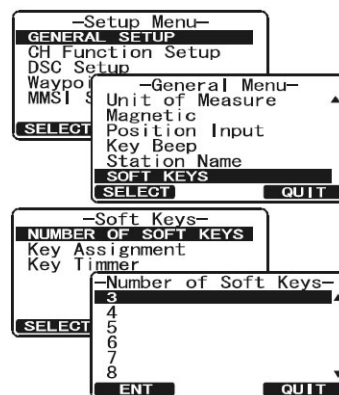 —Setup Menu—
GENERAL SETUP
CH Function Setup
DSC Setup
Waypoi
MMSI S
SELECT
—General Menu—
Unit of Measure ▲
Magnetic
Position Input
Key Beep
Station Name
SOFT KEYS
SELECT QUIT
—Soft Keys—
NUMBER OF SOFT KEYS
Key Assignment
Key Timmer
SELECT
—Number of Soft Keys—
3 ▲
4
5
6
7
8 ▼
ENT QUIT